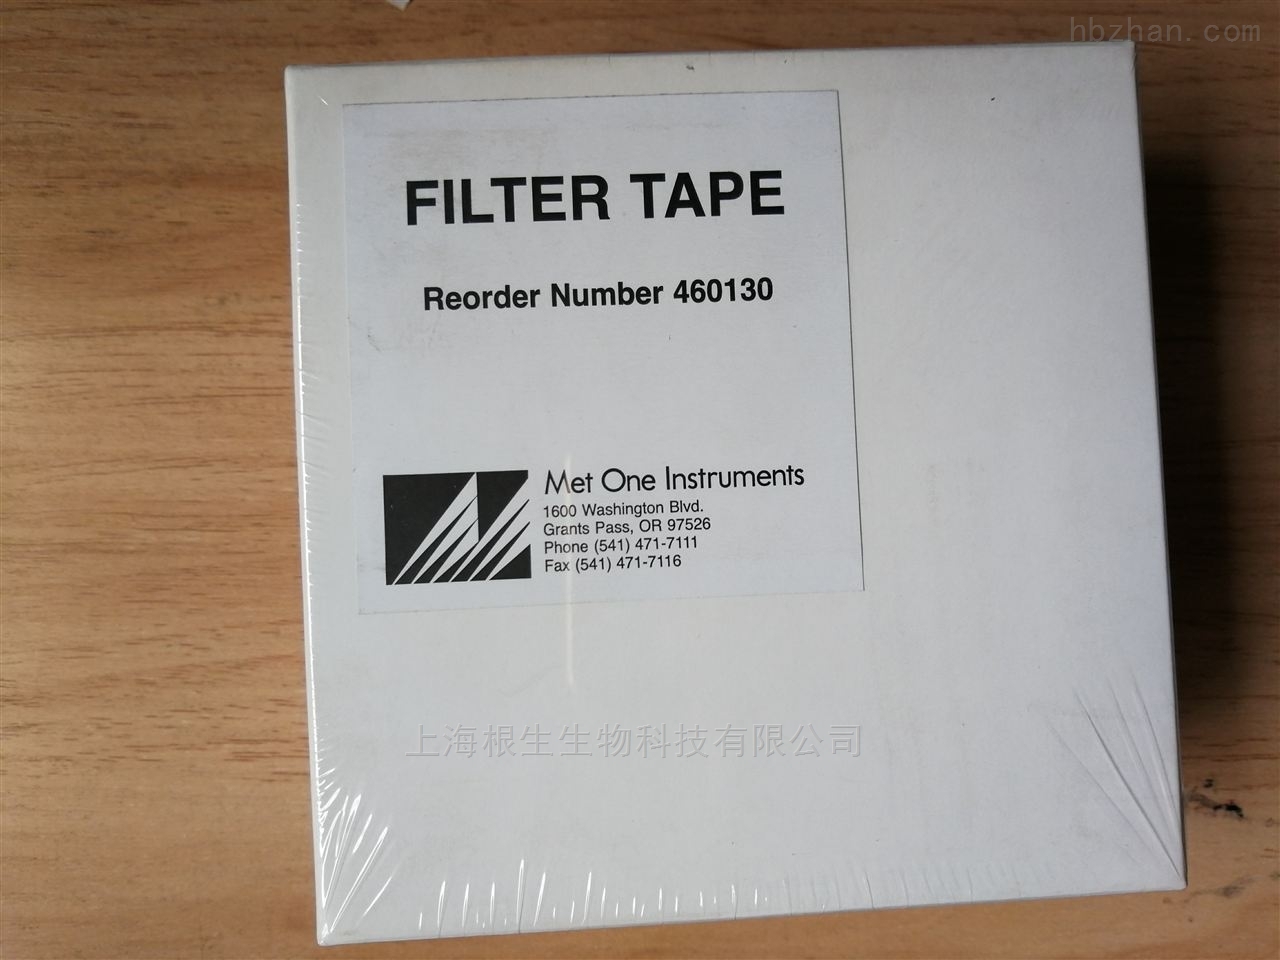 hbzhan.com
FILTER TAPE
Reorder Number 460130
Met One Instruments
1600 Washington Blvd.
Grants Pass, OR 97526
Phone (541) 471-7111
Fax (541) 471-7116
上海根生生物科技有限公司